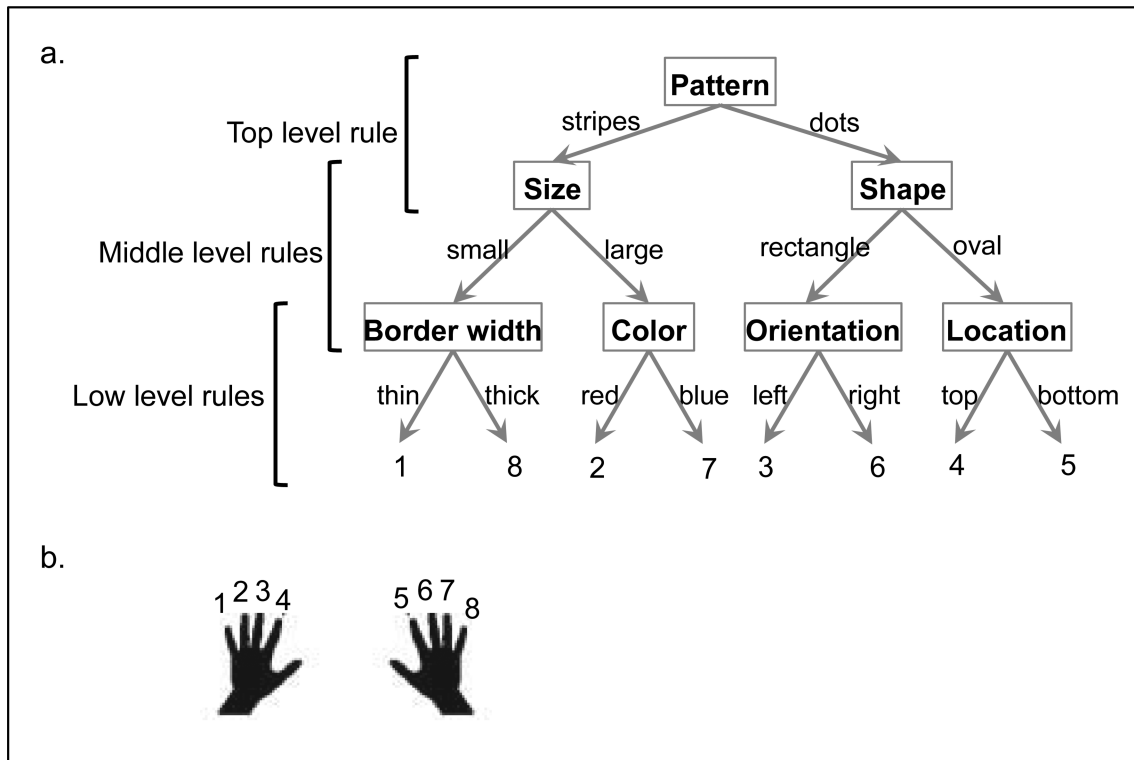 a.
Pattern
Top level rule
stripes dots
Size Shape
Middle level rules
small large rectangle oval
Border width Color Orientation Location
Low level rules
thin thick red blue left right top bottom
1 8 2 7 3 6 4 5
b.
1 2 3 4 5 6 7 8